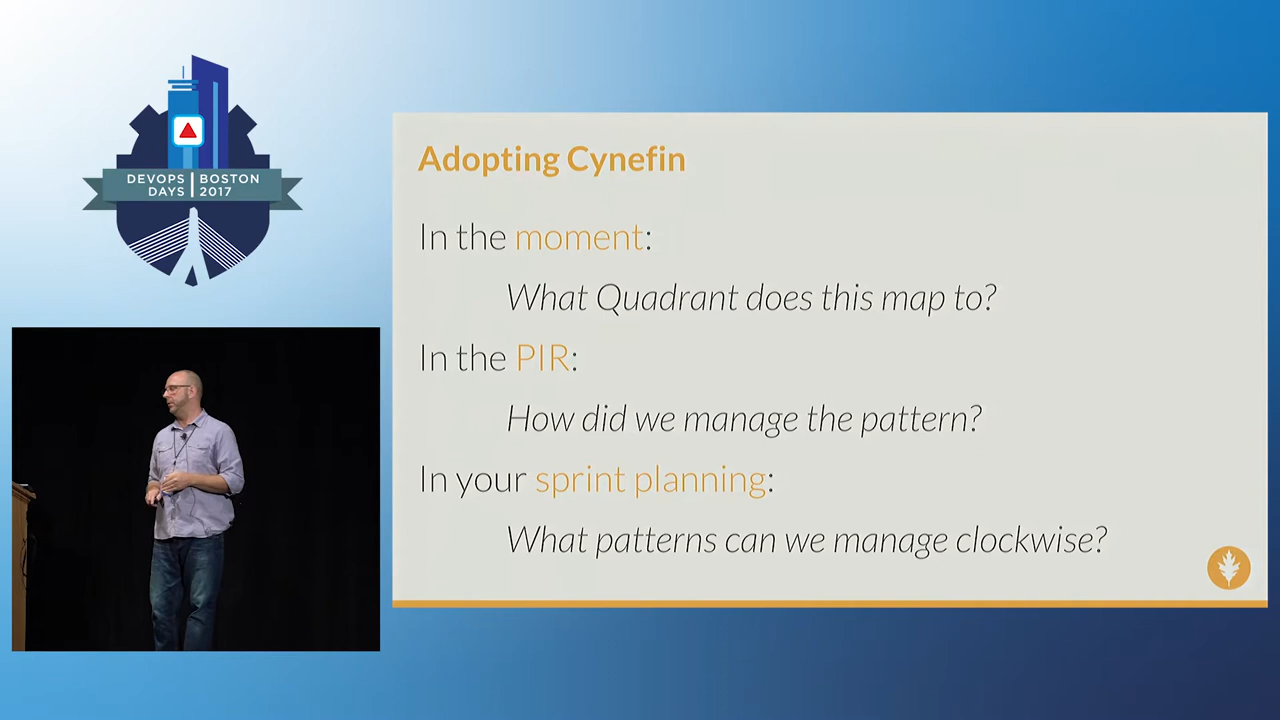 DEVOPS | BOSTON
DAYS | 2017
Adopting Cynefin
In the moment:
What Quadrant does this map to?
In the PIR:
How did we manage the pattern?
In your sprint planning:
What patterns can we manage clockwise?